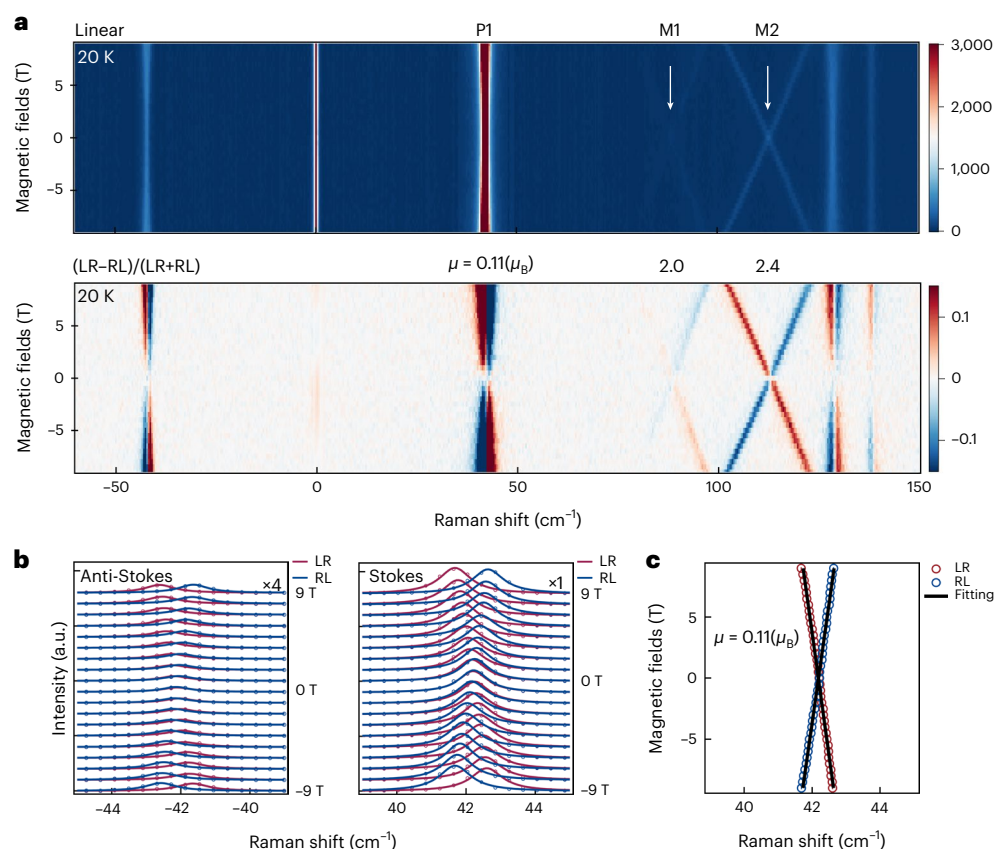 a
Linear P1 M1 M2
20 K
3,000
2,000
1,000
0
5
0
−5
Magnetic fields (T)
(LR–RL)/(LR+RL) μ = 0.11(μB) 2.0 2.4
20 K
0.1
0
−0.1
5
0
−5
Magnetic fields (T)
−50 0 50 100 150
Raman shift (cm−1)
b
Anti-Stokes ×4
LR
RL
9 T
0 T
−9 T
Intensity (a.u.)
−44 −42 −40
Stokes ×1
LR
RL
9 T
0 T
–9 T
40 42 44
Raman shift (cm−1)
c
LR
RL
Fitting
μ = 0.11(μB)
5
0
−5
Magnetic fields (T)
40 42 44
Raman shift (cm−1)